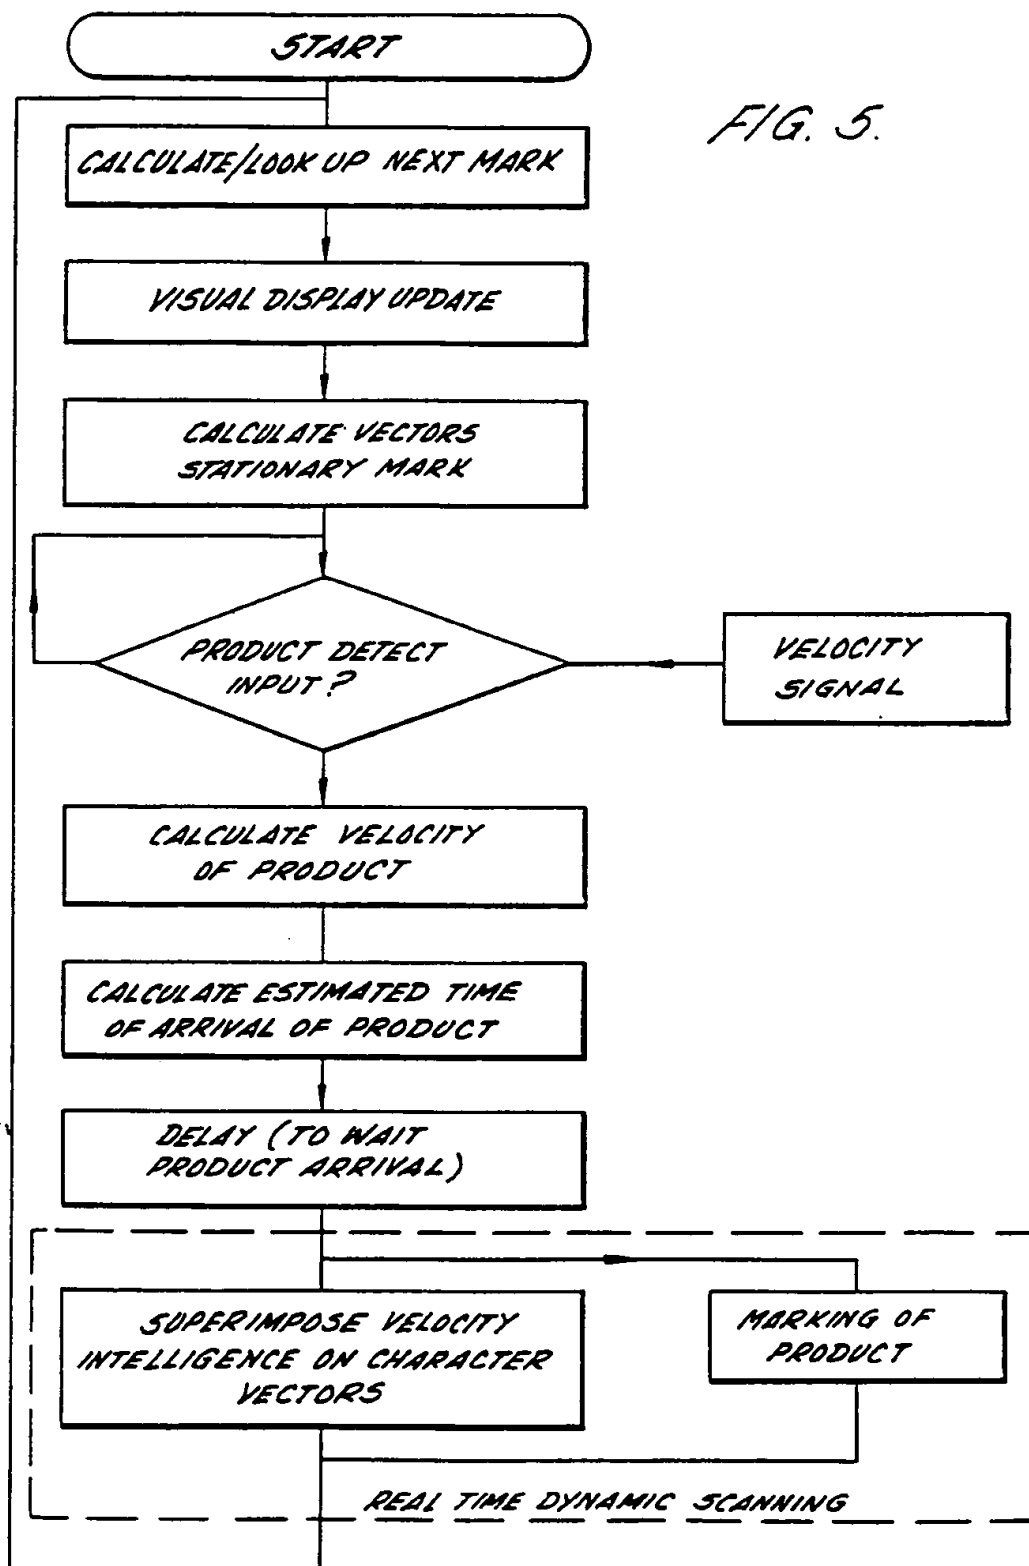 START
FIG. 5.
CALCULATE/LOOK UP NEXT MARK
VISUAL DISPLAY UPDATE
CALCULATE VECTORS
STATIONARY MARK
PRODUCT DETECT
INPUT?
VELOCITY
SIGNAL
CALCULATE VELOCITY
OF PRODUCT
CALCULATE ESTIMATED TIME
OF ARRIVAL OF PRODUCT
DELAY (TO WAIT
PRODUCT ARRIVAL)
SUPERIMPOSE VELOCITY
INTELLIGENCE ON CHARACTER
VECTORS
MARKING OF
PRODUCT
REAL TIME DYNAMIC SCANNING